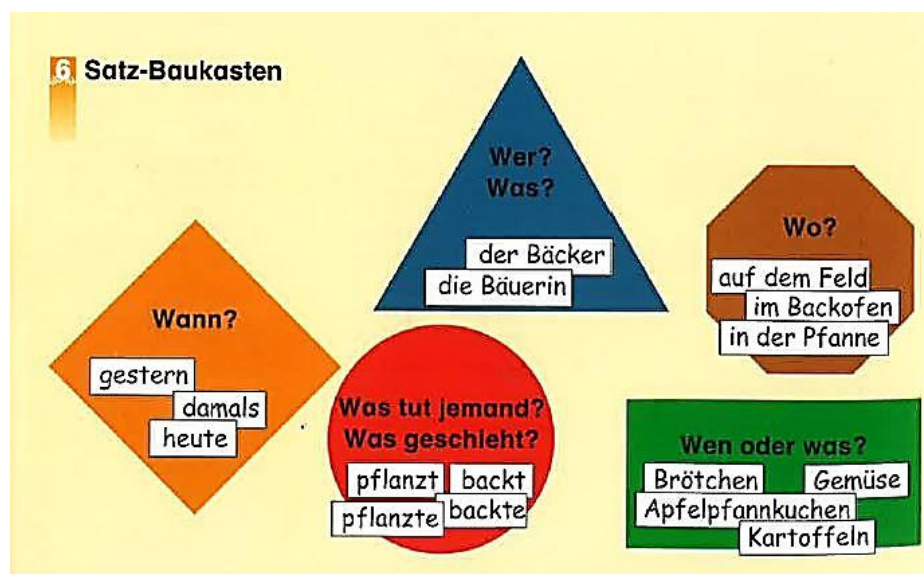 6 Satz-Baukasten
Wer?
Was?
der Bäcker
die Bäuerin
Wo?
auf dem Feld
im Backofen
in der Pfanne
Wann?
gestern
damals
heute
Was tut jemand?
Was geschieht?
pflanzt backt
pflanzte backte
Wen oder was?
Brötchen Gemüse
Apfelpfannkuchen
Kartoffeln